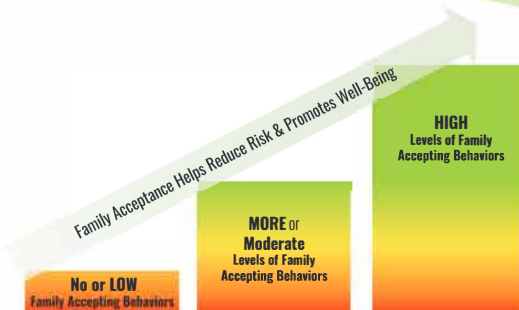 Family Acceptance Helps Reduce Risk & Promotes Well-Being
HIGH
Levels of Family
Accepting Behaviors
MORE or
Moderate
Levels of Family
Accepting Behaviors
No or LOW
Family Accepting Behaviors